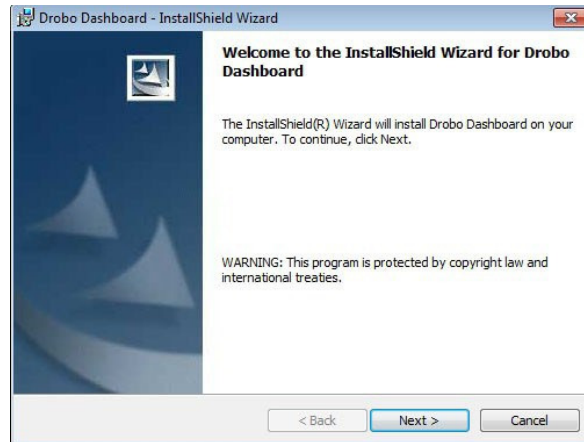 Drobo Dashboard - InstallShield Wizard
Welcome to the InstallShield Wizard for Drobo
Dashboard
The InstallShield(R) Wizard will install Drobo Dashboard on your
computer. To continue, click Next.
WARNING: This program is protected by copyright law and
international treaties.
< Back
Next >
Cancel